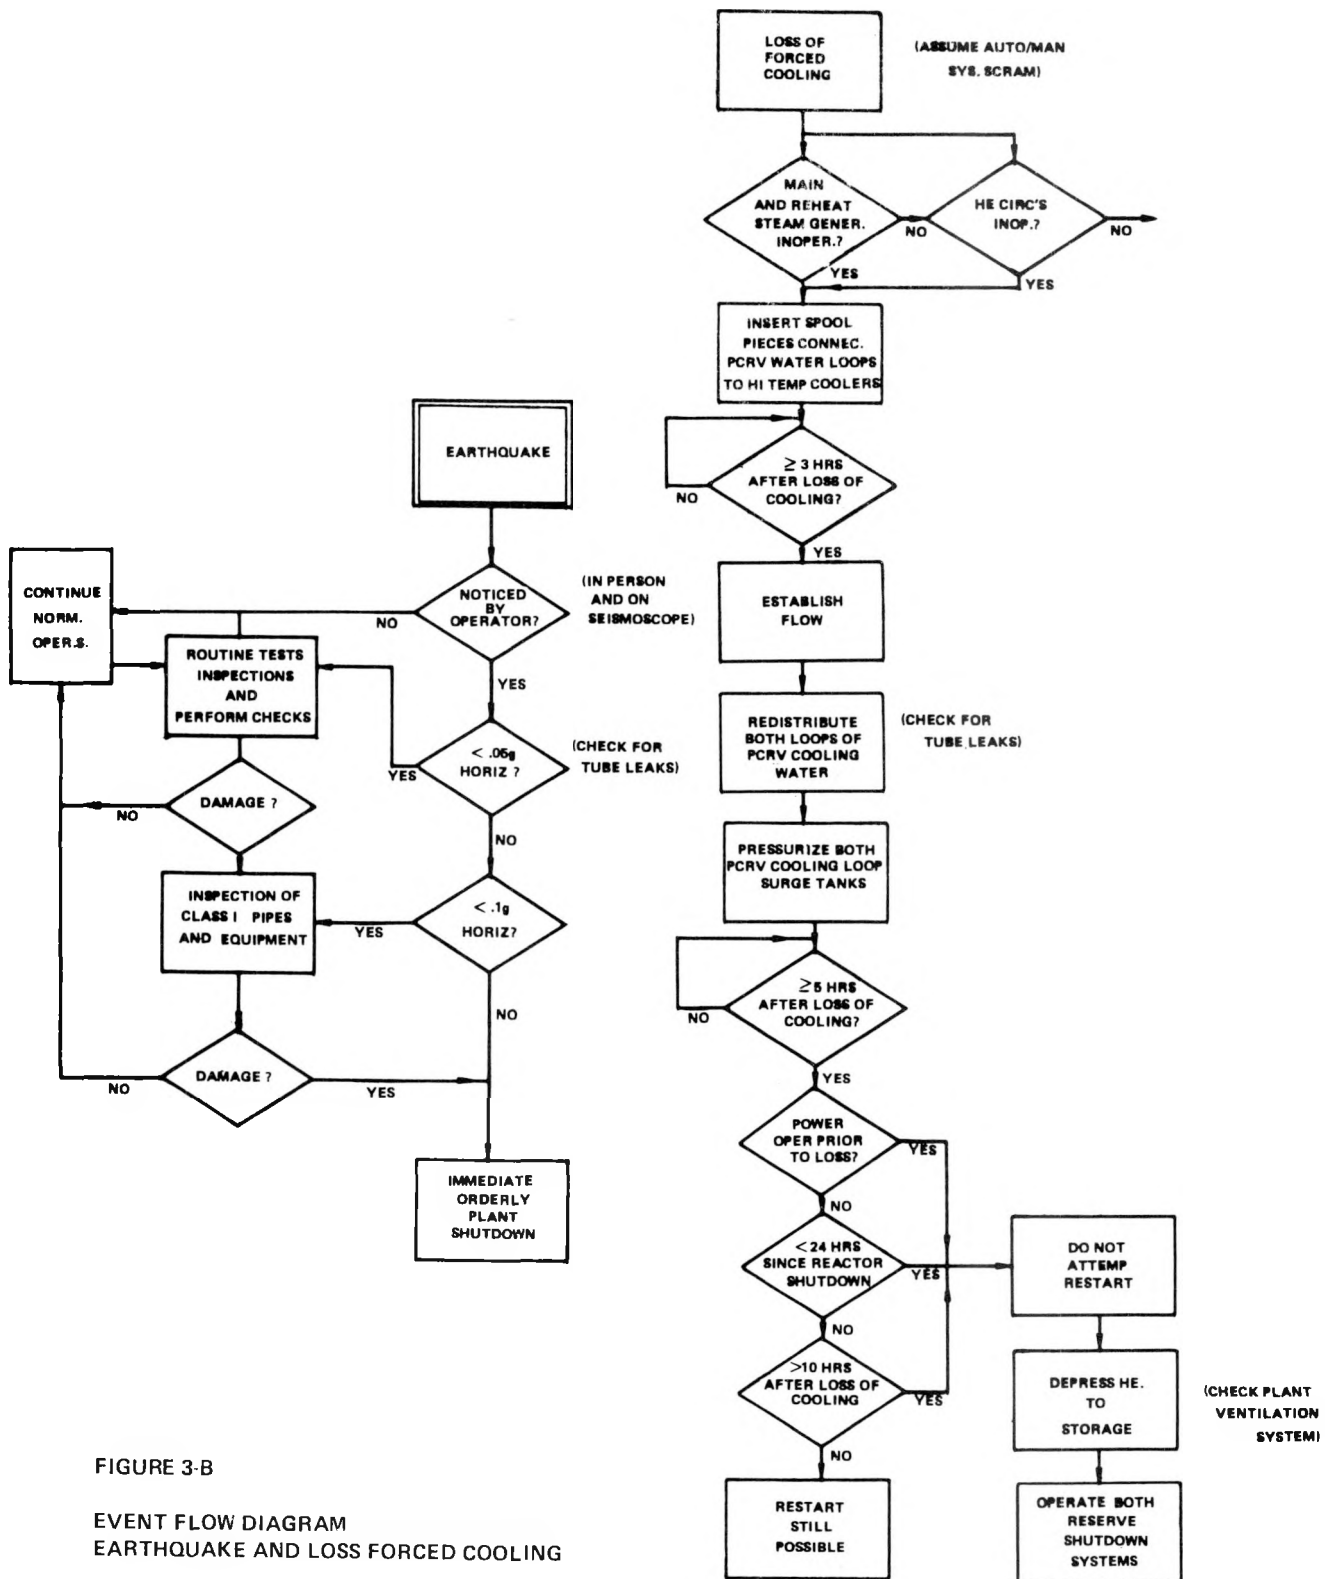 LOSS OF
FORCED
COOLING
(ASSUME AUTO/MAN
SYS. SCRAM)
MAIN
AND REHEAT
STEAM GENER.
INOPER.?
NO
HE CIRC'S
INOP.?
NO
YES
YES
INSERT SPOOL
PIECES CONNEC.
PCRV WATER LOOPS
TO HI TEMP COOLERS
≥ 3 HRS
AFTER LOSS OF
COOLING?
NO
YES
ESTABLISH
FLOW
REDISTRIBUTE
BOTH LOOPS OF
PCRV COOLING
WATER
(CHECK FOR
TUBE LEAKS)
PRESSURIZE BOTH
PCRV COOLING LOOP
SURGE TANKS
≥5 HRS
AFTER LOSS OF
COOLING?
NO
YES
POWER
OPER PRIOR
TO LOSS?
YES
NO
<24 HRS
SINCE REACTOR
SHUTDOWN
YES
NO
>10 HRS
AFTER LOSS OF
COOLING
YES
NO
RESTART
STILL
POSSIBLE
DO NOT
ATTEMP
RESTART
DEPRESS HE.
TO
STORAGE
(CHECK PLANT
VENTILATION
SYSTEM)
OPERATE BOTH
RESERVE
SHUTDOWN
SYSTEMS
EARTHQUAKE
NOTICED
BY
OPERATOR?
(IN PERSON
AND ON
SEISMOSCOPE)
NO
YES
CONTINUE
NORM.
OPER.S.
ROUTINE TESTS
INSPECTIONS
AND
PERFORM CHECKS
< .05g
HORIZ ?
(CHECK FOR
TUBE LEAKS)
YES
NO
DAMAGE ?
NO
INSPECTION OF
CLASS I PIPES
AND EQUIPMENT
< .1g
HORIZ?
YES
NO
DAMAGE ?
NO
YES
IMMEDIATE
ORDERLY
PLANT
SHUTDOWN
FIGURE 3-B
EVENT FLOW DIAGRAM
EARTHQUAKE AND LOSS FORCED COOLING